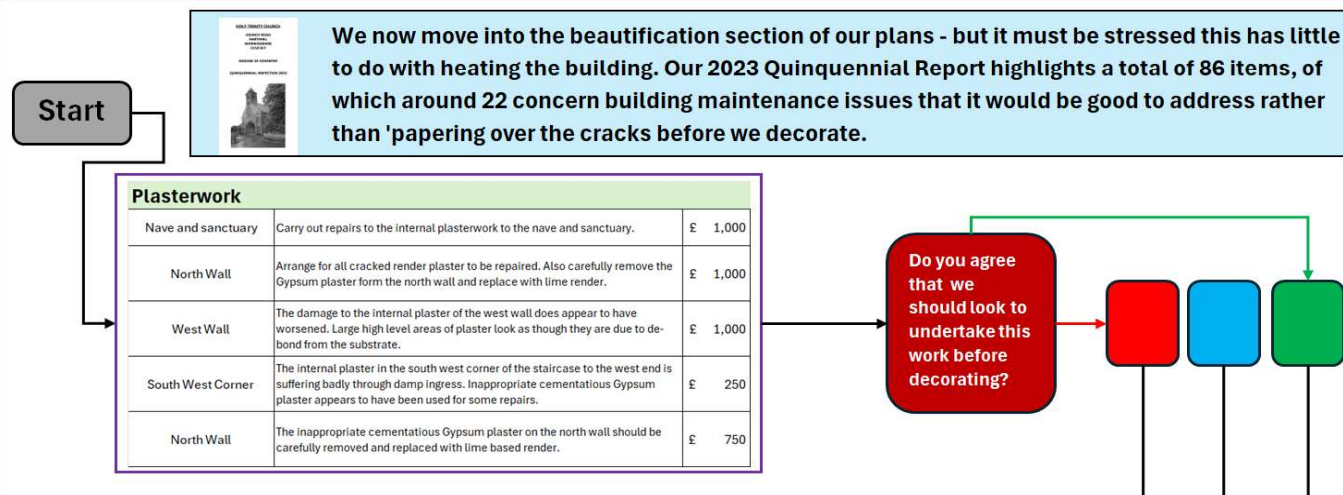 We now move into the beautification section of our plans - but it must be stressed this has little
to do with heating the building. Our 2023 Quinquennial Report highlights a total of 86 items, of
which around 22 concern building maintenance issues that it would be good to address rather
than 'papering over the cracks before we decorate.
HOLY TRINITY CHURCH
QUINQUENNIAL INSPECTION 2023
Start
Plasterwork
Nave and sanctuary Carry out repairs to the internal plasterwork to the nave and sanctuary. £ 1,000
North Wall Arrange for all cracked render plaster to be repaired. Also carefully remove the
Gypsum plaster form the north wall and replace with lime render. £ 1,000
West Wall The damage to the internal plaster of the west wall does appear to have
worsened. Large high level areas of plaster look as though they are due to de-
bond from the substrate. £ 1,000
South West Corner The internal plaster in the south west corner of the staircase to the west end is
suffering badly through damp ingress. Inappropriate cementatious Gypsum
plaster appears to have been used for some repairs. £ 250
North Wall The inappropriate cementatious Gypsum plaster on the north wall should be
carefully removed and replaced with lime based render. £ 750
Do you agree
that we
should look to
undertake this
work before
decorating?